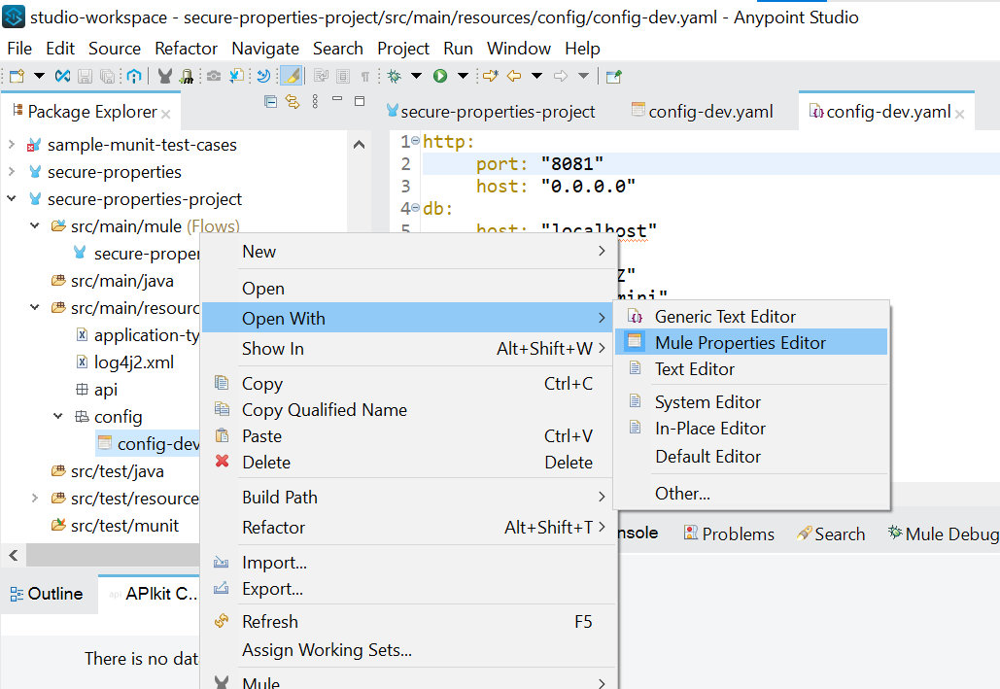 studio-workspace - secure-properties-project/src/main/resources/config/config-dev.yaml - Anypoint Studio
File Edit Source Refactor Navigate Search Project Run Window Help
Package Explorer
secure-properties-project
config-dev.yaml
config-dev.yaml
sample-munit-test-cases
secure-properties
secure-properties-project
src/main/mule (Flows)
secure-proper
src/main/java
src/main/resourc
application-ty
log4j2.xml
api
config
config-dev
src/test/java
src/test/resource
src/test/munit
1 http:
2 port: "8081"
3 host: "0.0.0.0"
4 db:
5 host: "localhost"
Z"
mini"
New
Open
Open With
Show In Alt+Shift+W
Copy Ctrl+C
Copy Qualified Name
Paste Ctrl+V
Delete Delete
Build Path
Refactor Alt+Shift+T
Import...
Export...
Refresh F5
Assign Working Sets...
Mule
Generic Text Editor
Mule Properties Editor
Text Editor
System Editor
In-Place Editor
Default Editor
Other...
nsole
Problems
Search
Mule Debug
Outline
api
APIkit C...
There is no dat